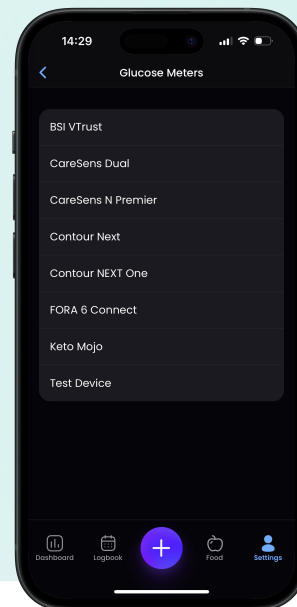 14:29
Glucose Meters
BSI VTrust
CareSens Dual
CareSens N Premier
Contour Next
Contour NEXT One
FORA 6 Connect
Keto Mojo
Test Device
Dashboard Logbook Food Settings